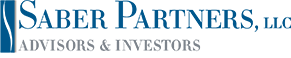 SABER PARTNERS, LLC
ADVISORS & INVESTORS